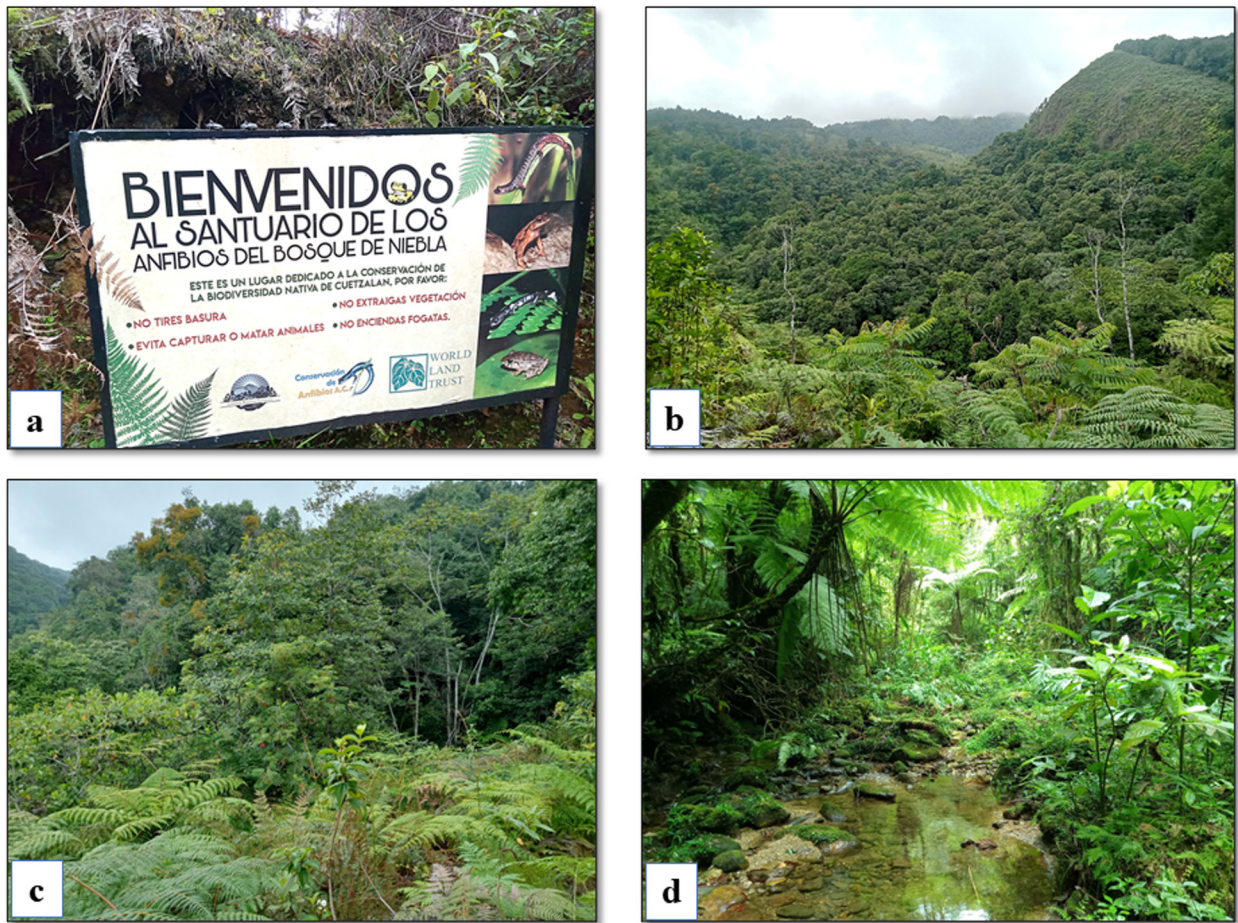 BIENVENIDOS
AL SANTUARIO DE LOS
ANFIBIOS DEL BOSQUE DE NIEBLA
ESTE ES UN LUGAR DEDICADO A LA CONSERVACIÓN DE
LA BIODIVERSIDAD NATIVA DE CUETZALAN, POR FAVOR:
• NO TIRES BASURA
• EVITA CAPTURAR O MATAR ANIMALES
• NO EXTRAIGAS VEGETACIÓN
• NO ENCIENDAS FOGATAS.
Conservación
de
Anfibios A.C.
WORLD
LAND
TRUST
a
b
c
d